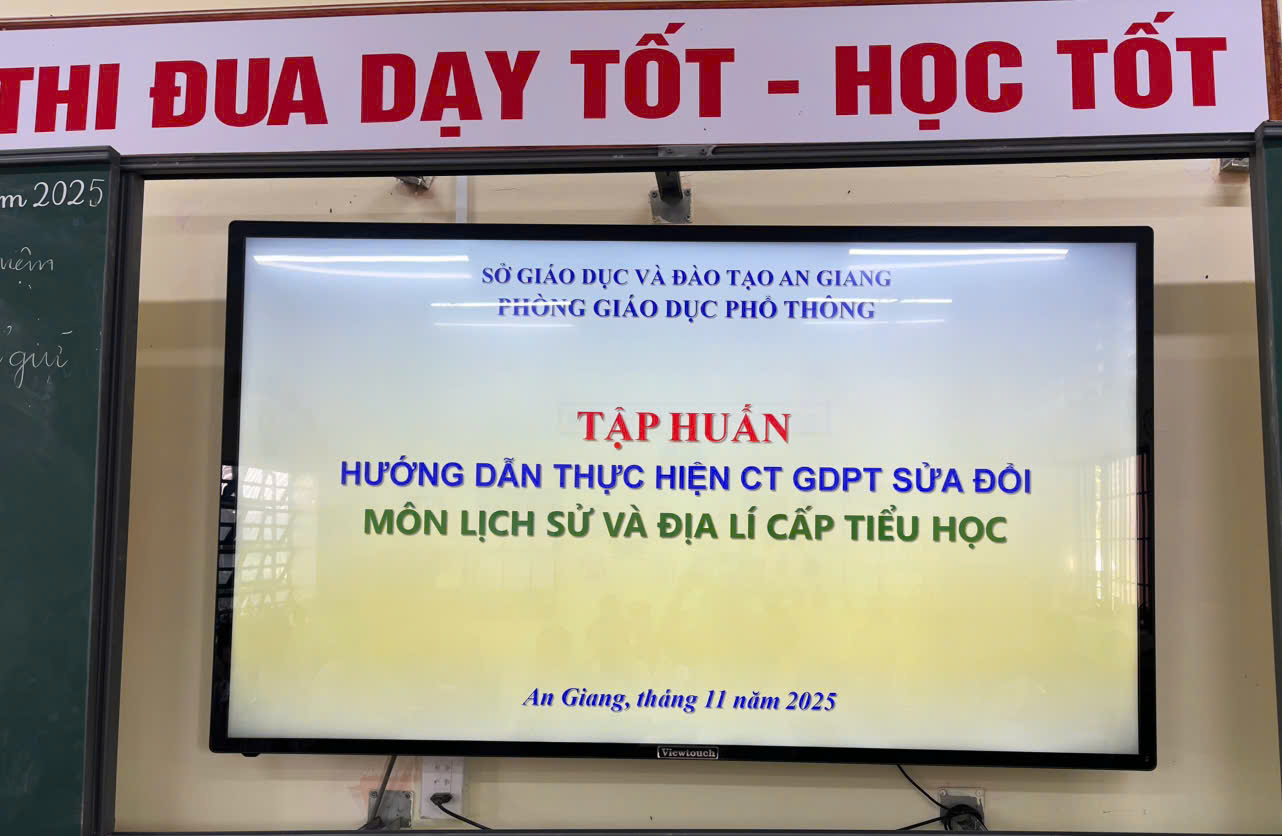 THI ĐUA DẠY TỐT - HỌC TỐT
2025
SỞ GIÁO DỤC VÀ ĐÀO TẠO AN GIANG
PHÒNG GIÁO DỤC PHỔ THÔNG
TẬP HUẤN
HƯỚNG DẪN THỰC HIỆN CT GDPT SỬA ĐỔI
MÔN LỊCH SỬ VÀ ĐỊA LÍ CẤP TIỂU HỌC
An Giang, tháng 11 năm 2025
Viewtouch